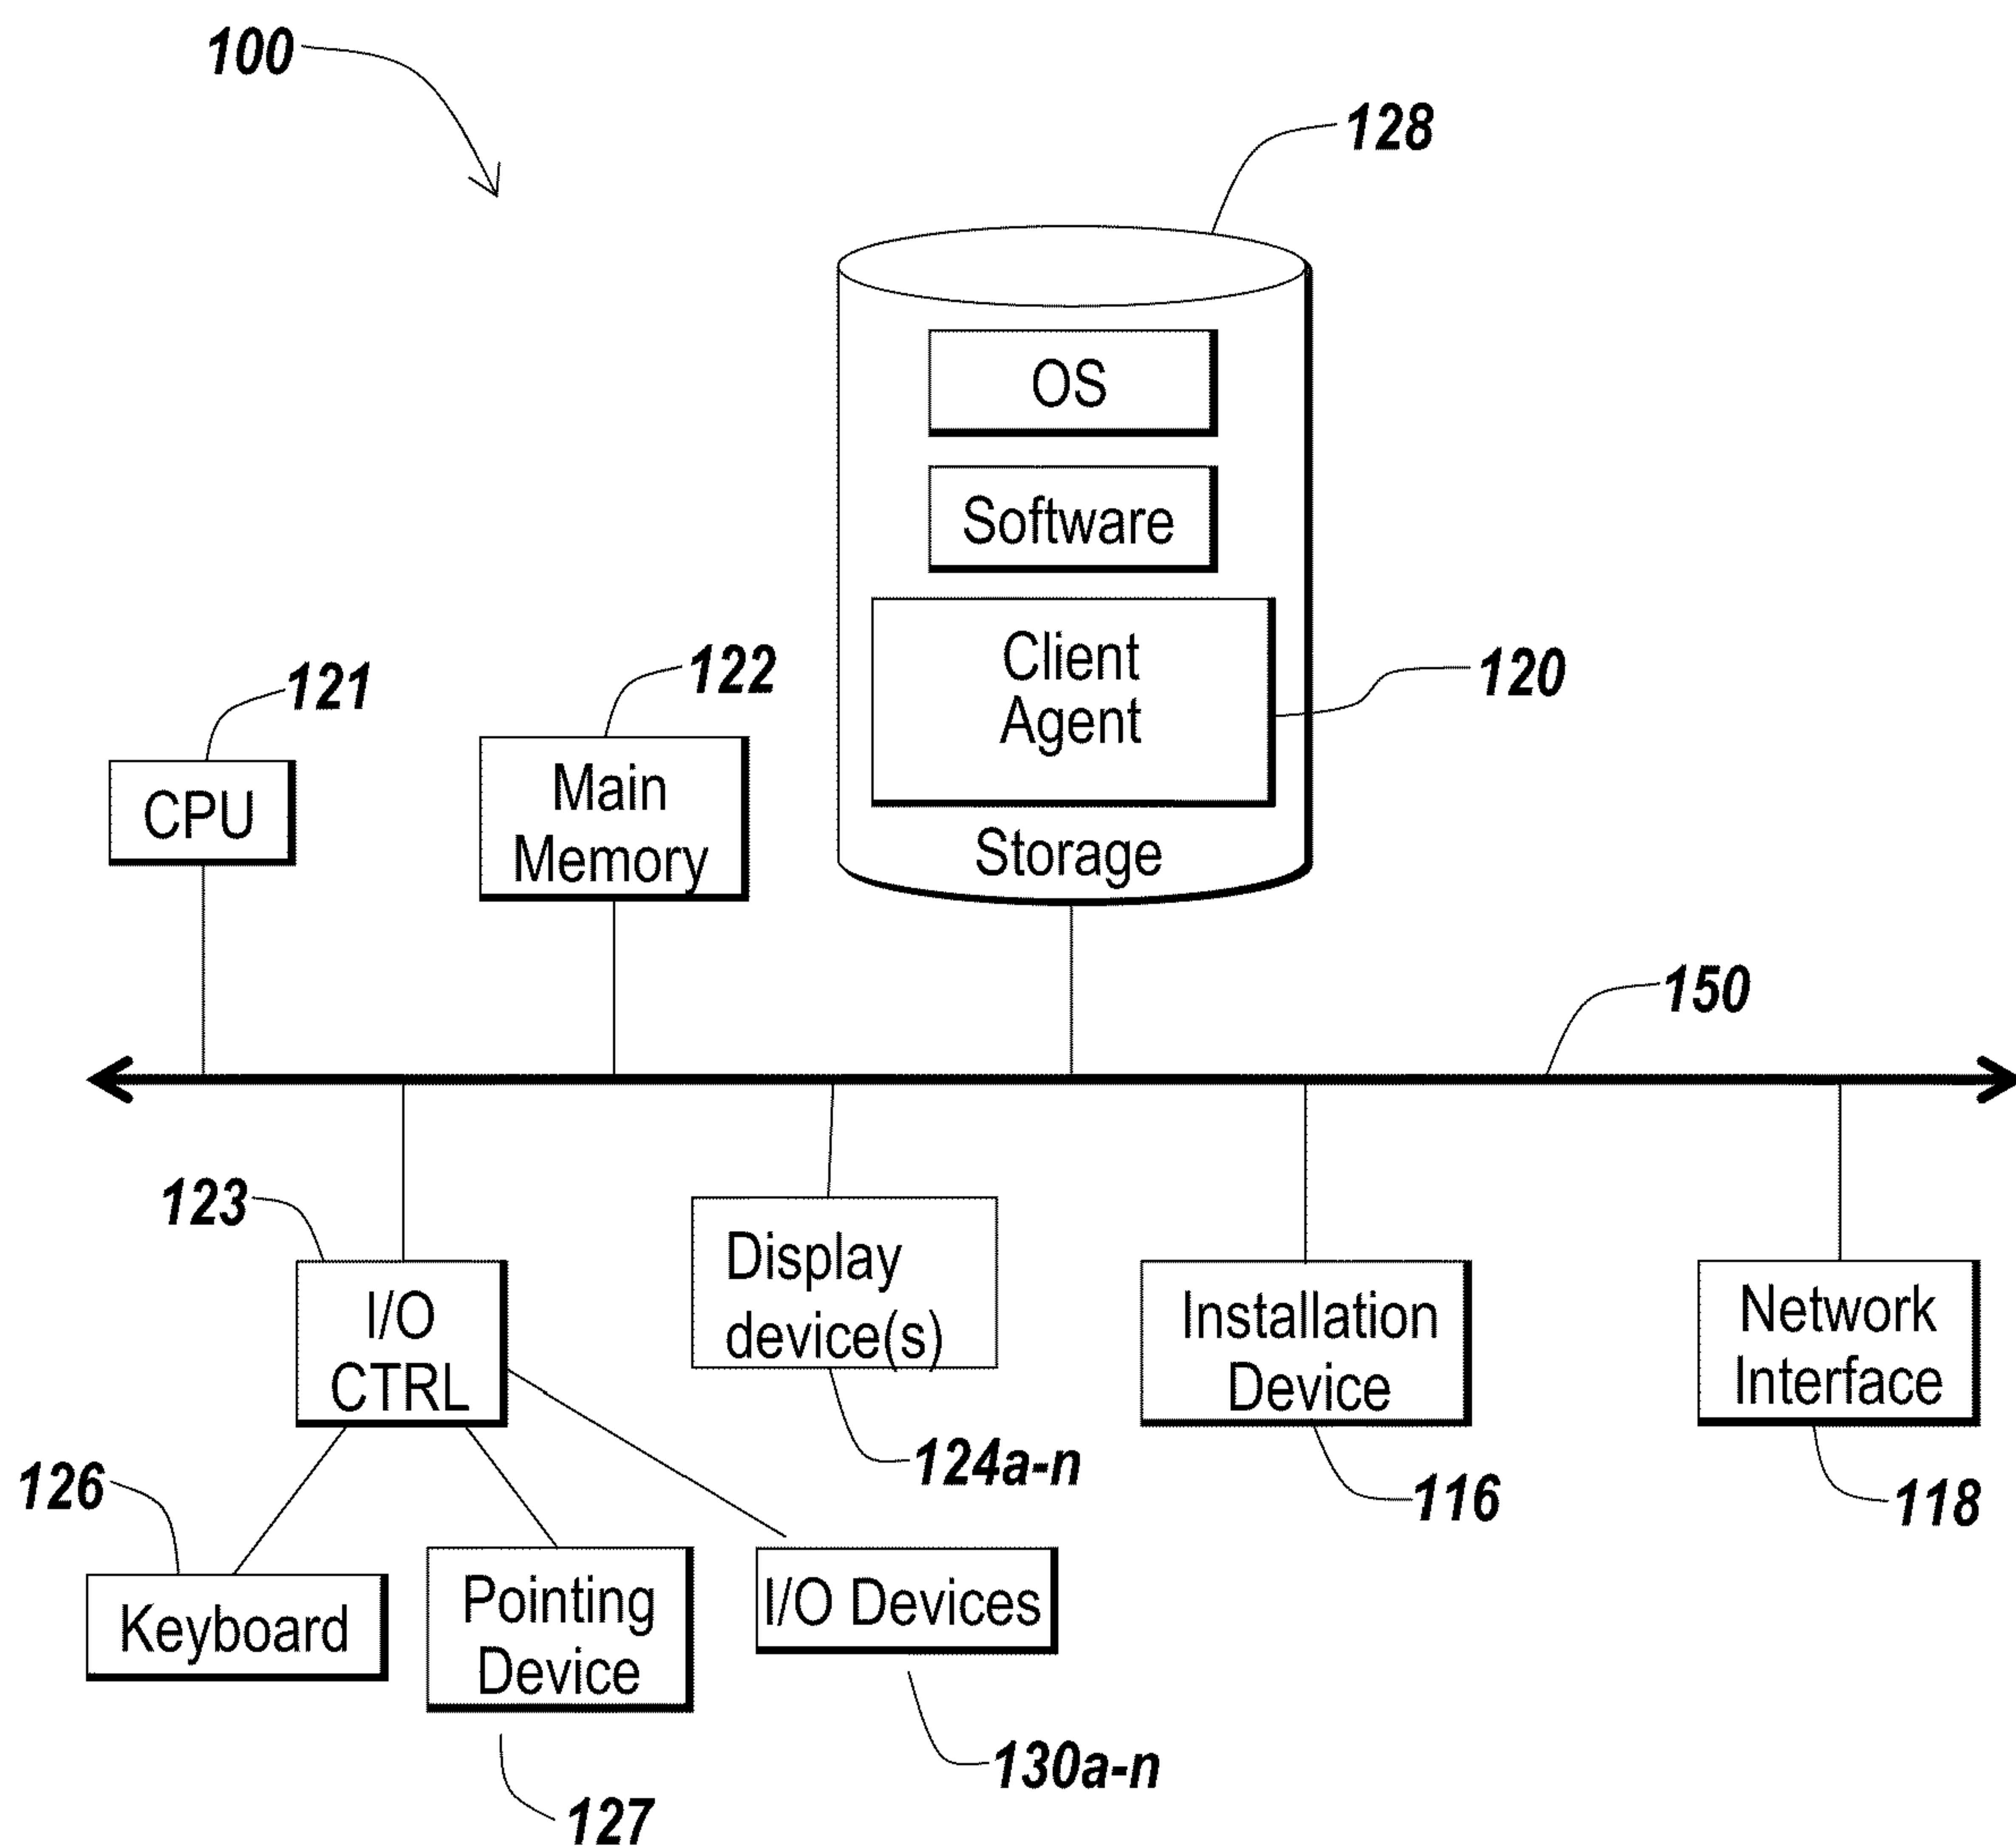 100
128
OS
Software
Client
Agent
120
Storage
121
CPU
122
Main
Memory
150
123
I/O
CTRL
Display
device(s)
124a-n
Installation
Device
116
Network
Interface
118
126
Keyboard
Pointing
Device
127
I/O Devices
130a-n